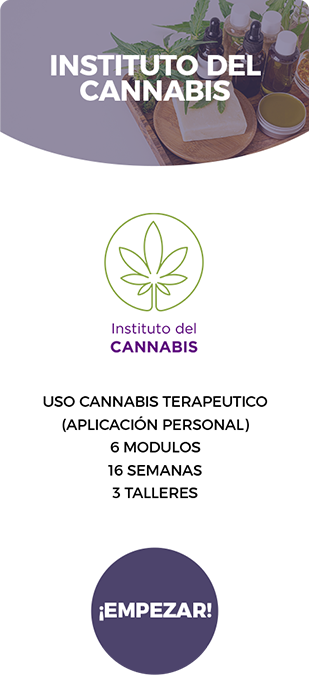 INSTITUTO DEL
CANNABIS
Instituto del
CANNABIS
USO CANNABIS TERAPEUTICO
(APLICACIÓN PERSONAL)
6 MODULOS
16 SEMANAS
3 TALLERES
¡EMPEZAR!